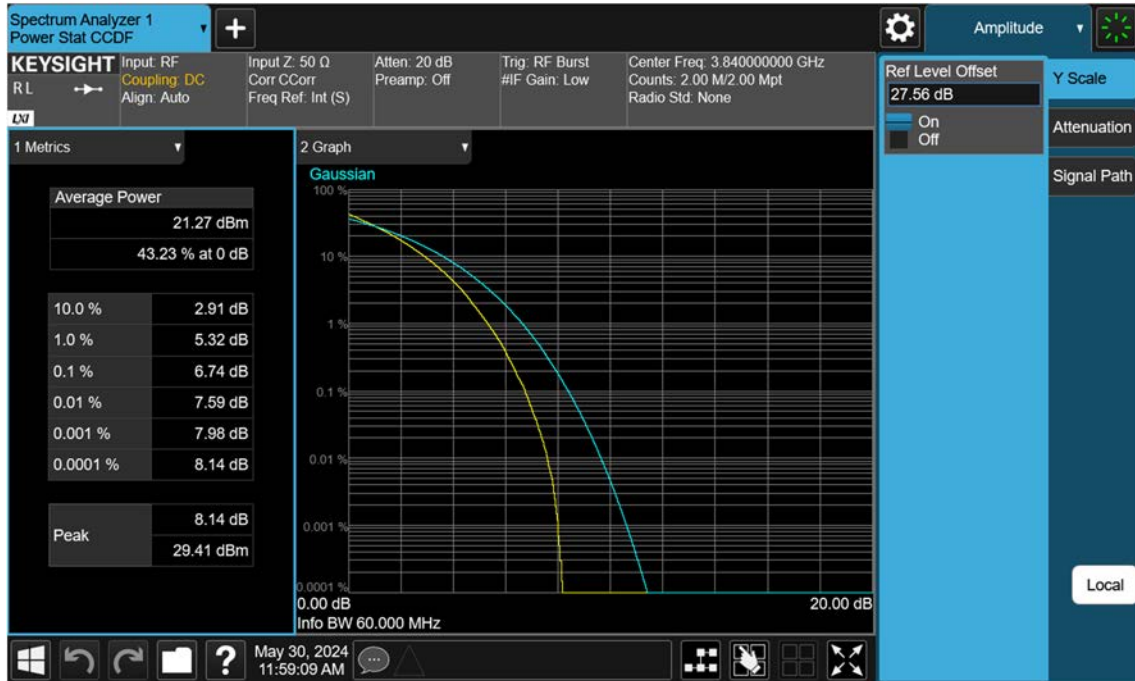 Spectrum Analyzer 1
Power Stat CCDF
+
Amplitude
KEYSIGHT
R L
LXI
Input: RF
Coupling: DC
Align: Auto
Input Z: 50 Ω
Corr CCorr
Freq Ref: Int (S)
Atten: 20 dB
Preamp: Off
Trig: RF Burst
#IF Gain: Low
Center Freq: 3.840000000 GHz
Counts: 2.00 M/2.00 Mpt
Radio Std: None
Ref Level Offset
27.56 dB
On
Off
Y Scale
Attenuation
Signal Path
1 Metrics
Average Power
21.27 dBm
43.23 % at 0 dB
10.0 % 2.91 dB
1.0 % 5.32 dB
0.1 % 6.74 dB
0.01 % 7.59 dB
0.001 % 7.98 dB
0.0001 % 8.14 dB
Peak
8.14 dB
29.41 dBm
2 Graph
Gaussian
100 %
10 %
1 %
0.1 %
0.01 %
0.001 %
0.0001 %
0.00 dB 20.00 dB
Info BW 60.000 MHz
Local
?
May 30, 2024
11:59:09 AM